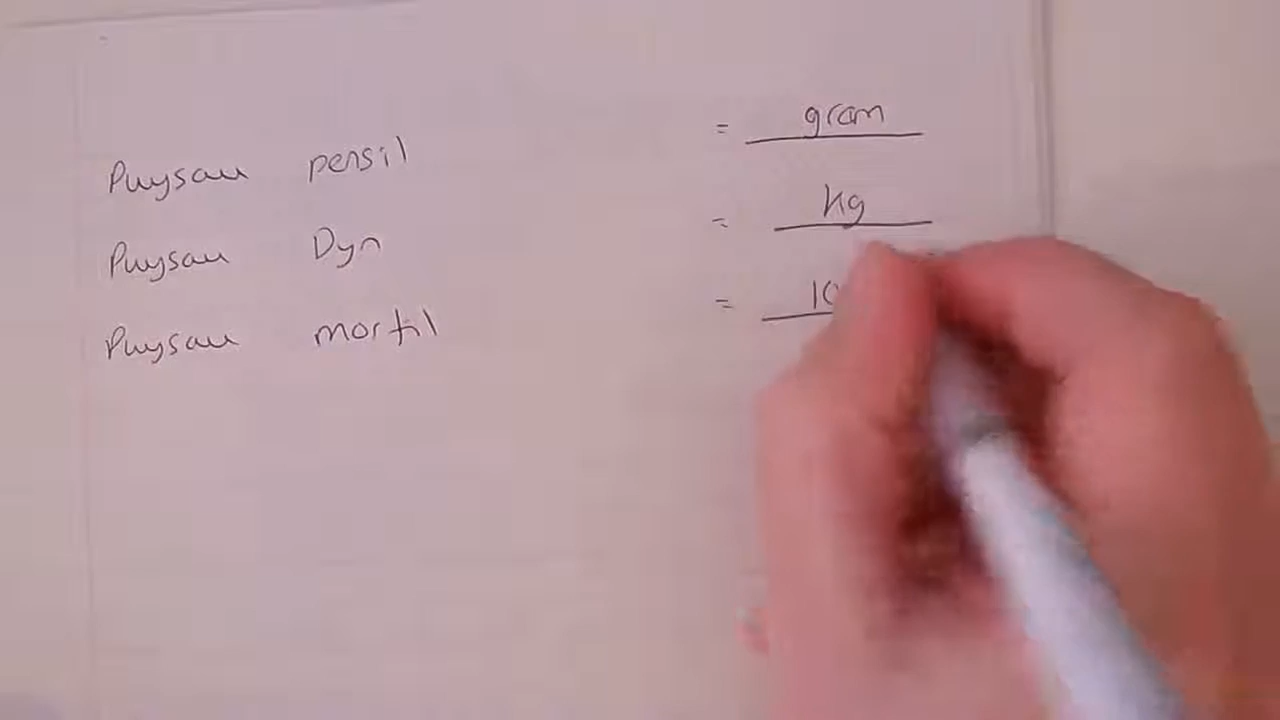 Pwysau pensil = gram
Pwysau Dyn = kg
Pwysau morfil =